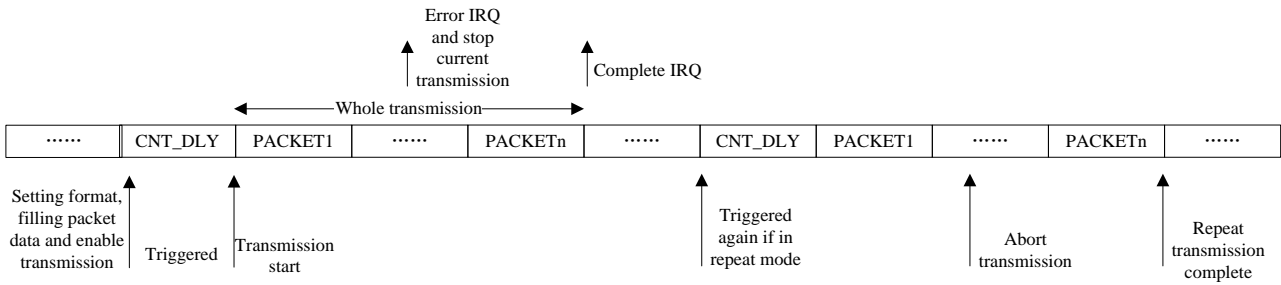 Error IRQ
and stop
current
transmission
Complete IRQ
Whole transmission
...... CNT_DLY PACKET1 ...... PACKETn ...... CNT_DLY PACKET1 ...... PACKETn ......
Setting format,
filling packet
data and enable
transmission
Triggered
Transmission
start
Triggered
again if in
repeat mode
Abort
transmission
Repeat
transmission
complete